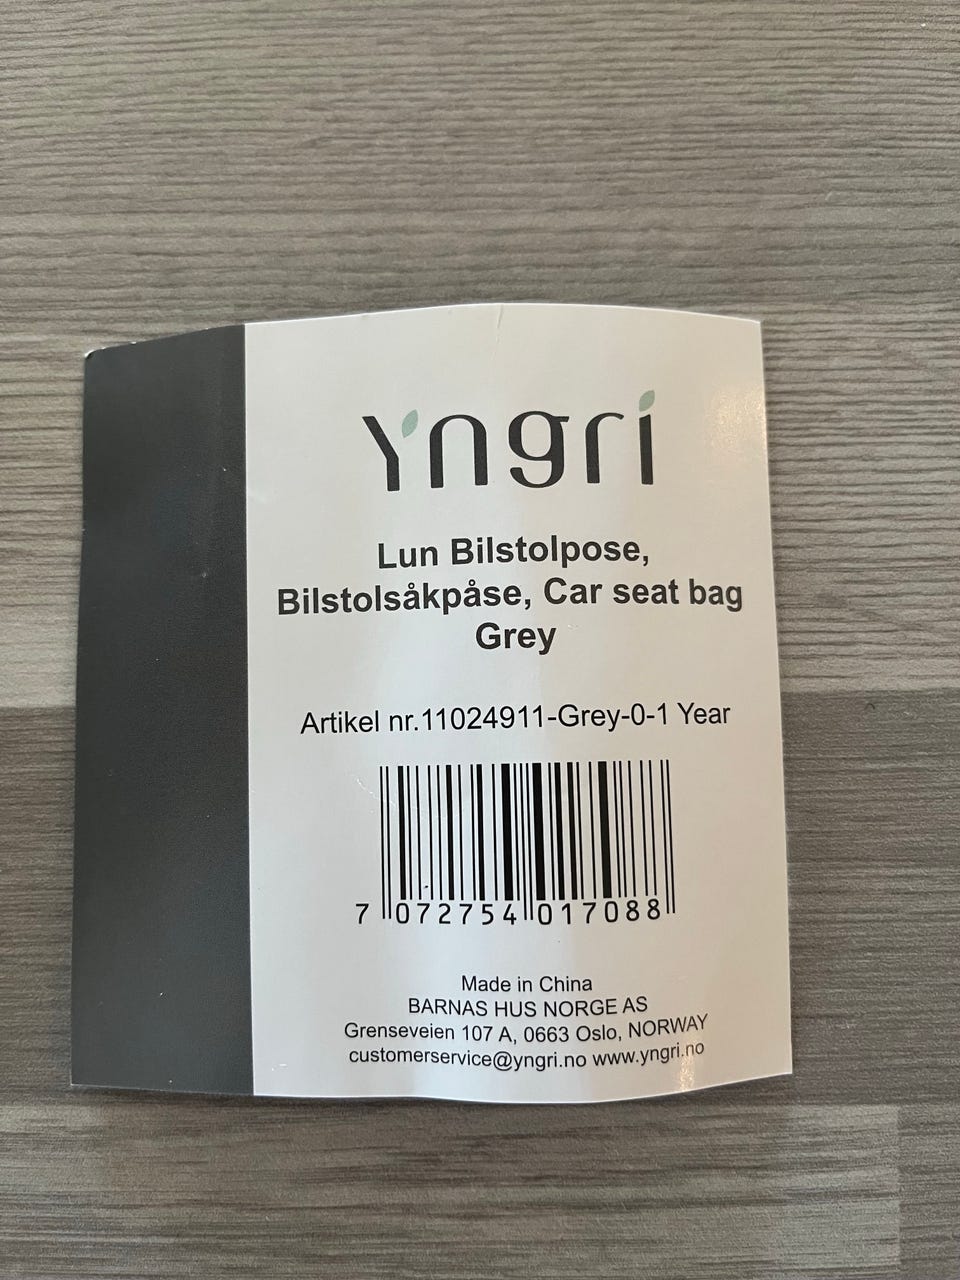 Yngri
Lun Bilstolpose,
Bilstolsåkpåse, Car seat bag
Grey
Artikel nr.11024911-Grey-0-1 Year
7 072754 017088
Made in China
BARNAS HUS NORGE AS
Grenseveien 107 A, 0663 Oslo, NORWAY
customerservice@yngri.no www.yngri.no